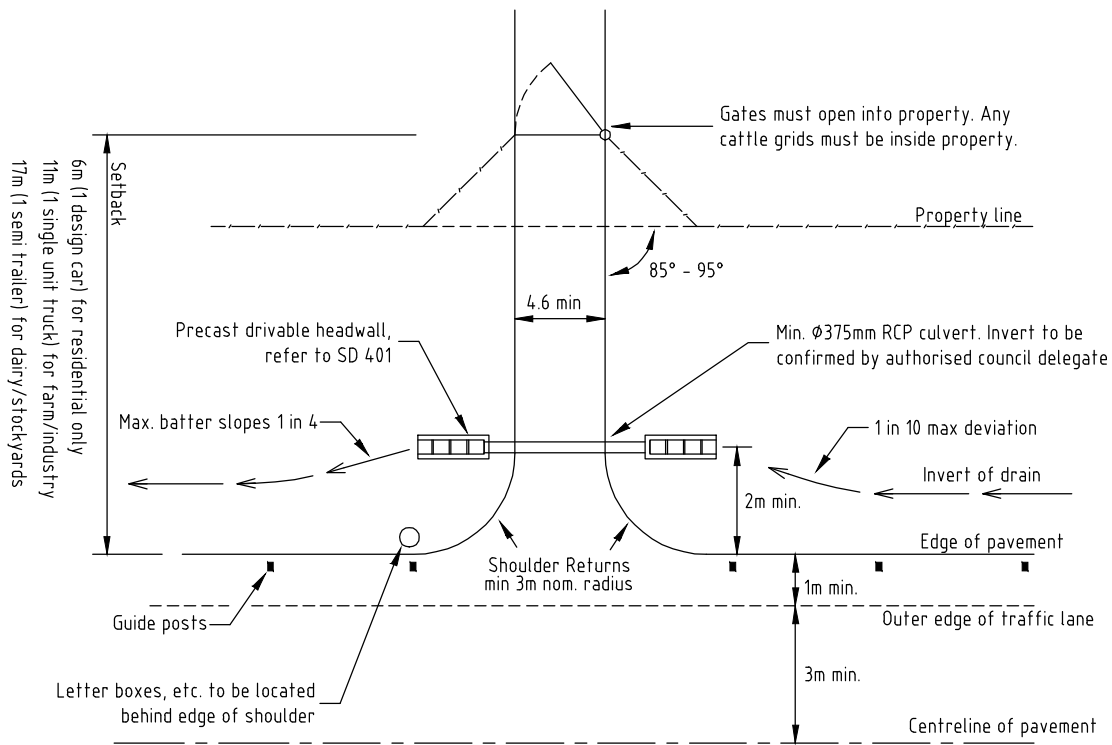 Gates must open into property. Any
cattle grids must be inside property.
Setback
6m (1 design car) for residential only
11m (1 single unit truck) for farm/industry
17m (1 semi trailer) for dairy/stockyards
Property line
85° - 95°
4.6 min
Precast drivable headwall,
refer to SD 401
Min. Ø375mm RCP culvert. Invert to be
confirmed by authorised council delegate
Max. batter slopes 1 in 4
1 in 10 max deviation
Invert of drain
2m min.
Edge of pavement
Shoulder Returns
min 3m nom. radius
1m min.
Guide posts
Outer edge of traffic lane
3m min.
Letter boxes, etc. to be located
behind edge of shoulder
Centreline of pavement